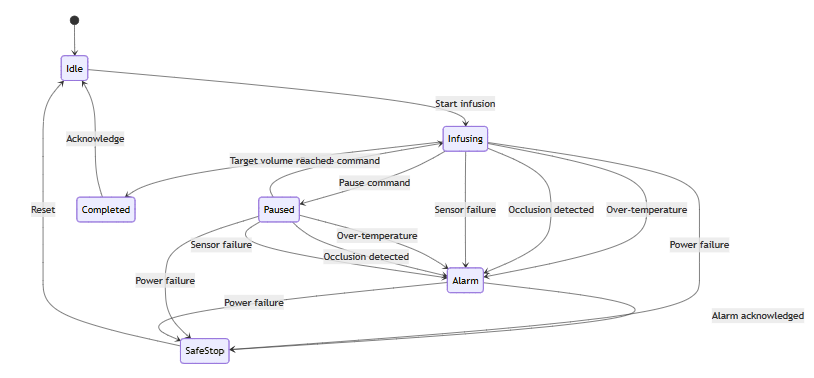 Idle
Start infusion
Acknowledge
Infusing
Target volume reached
command
Pause command
Reset
Completed
Paused
Sensor failure
Occlusion detected
Over-temperature
Over-temperature
Sensor failure
Power failure
Occlusion detected
Power failure
Alarm
Power failure
Alarm acknowledged
SafeStop